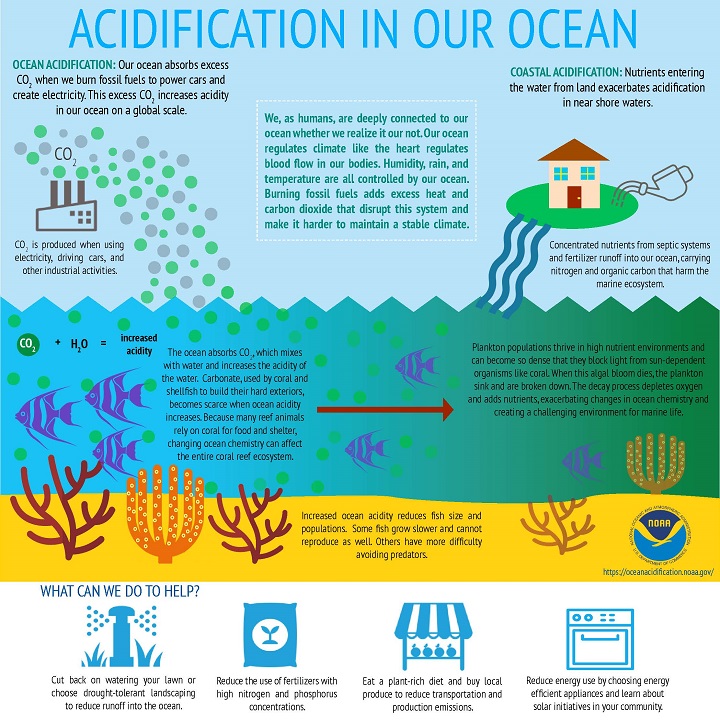 ACIDIFICATION IN OUR OCEAN
OCEAN ACIDIFICATION: Our ocean absorbs excess
CO2 when we burn fossil fuels to power cars and
create electricity. This excess CO2 increases acidity
in our ocean on a global scale.
COASTAL ACIDIFICATION: Nutrients entering
the water from land exacerbates acidification
in near shore waters.
We, as humans, are deeply connected to our
ocean whether we realize it our not. Our ocean
regulates climate like the heart regulates
blood flow in our bodies. Humidity, rain, and
temperature are all controlled by our ocean.
Burning fossil fuels adds excess heat and
carbon dioxide that disrupt this system and
make it harder to maintain a stable climate.
CO2
CO2 is produced when using
electricity, driving cars, and
other industrial activities.
Concentrated nutrients from septic systems
and fertilizer runoff into our ocean, carrying
nitrogen and organic carbon that harm the
marine ecosystem.
CO2 + H2O = increased
acidity
The ocean absorbs CO2, which mixes
with water and increases the acidity of
the water. Carbonate, used by coral and
shellfish to build their hard exteriors,
becomes scarce when ocean acidity
increases. Because many reef animals
rely on coral for food and shelter,
changing ocean chemistry can affect
the entire coral reef ecosystem.
Plankton populations thrive in high nutrient environments and
can become so dense that they block light from sun-dependent
organisms like coral. When this algal bloom dies, the plankton
sink and are broken down. The decay process depletes oxygen
and adds nutrients, exacerbating changes in ocean chemistry and
creating a challenging environment for marine life.
Increased ocean acidity reduces fish size and
populations. Some fish grow slower and cannot
reproduce as well. Others have more difficulty
avoiding predators.
NATIONAL OCEANIC AND ATMOSPHERIC ADMINISTRATION
NOAA
U.S. DEPARTMENT OF COMMERCE
https://oceanacidification.noaa.gov/
WHAT CAN WE DO TO HELP?
Cut back on watering your lawn or
choose drought-tolerant landscaping
to reduce runoff into the ocean.
Reduce the use of fertilizers with
high nitrogen and phosphorus
concentrations.
Eat a plant-rich diet and buy local
produce to reduce transportation and
production emissions.
Reduce energy use by choosing energy
efficient appliances and learn about
solar initiatives in your community.